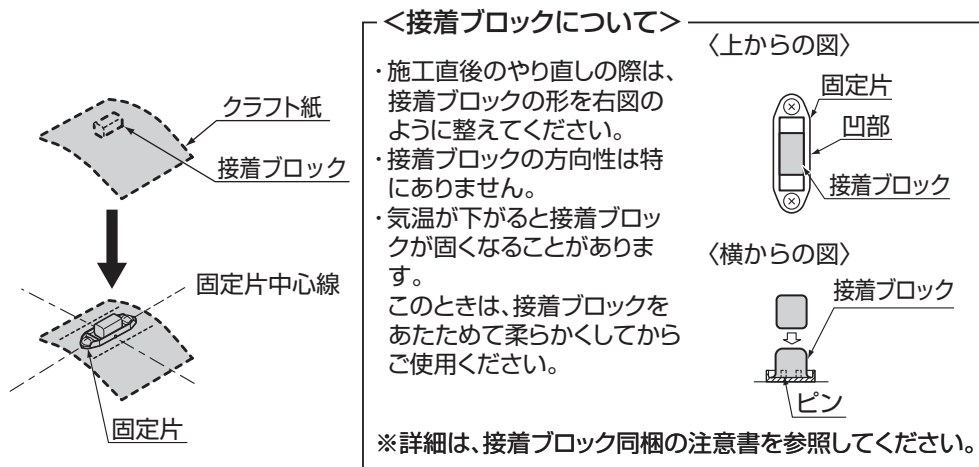 クラフト紙
接着ブロック
固定片中心線
固定片
＜接着ブロックについて＞
・施工直後のやり直しの際は、
接着ブロックの形を右図の
ように整えてください。
・接着ブロックの方向性は特
にありません。
・気温が下がると接着ブロッ
クが固くなることがありま
す。
このときは、接着ブロックを
あたためて柔らかくしてから
ご使用ください。
〈上からの図〉
固定片
凹部
接着ブロック
〈横からの図〉
接着ブロック
ピン
※詳細は、接着ブロック同梱の注意書を参照してください。